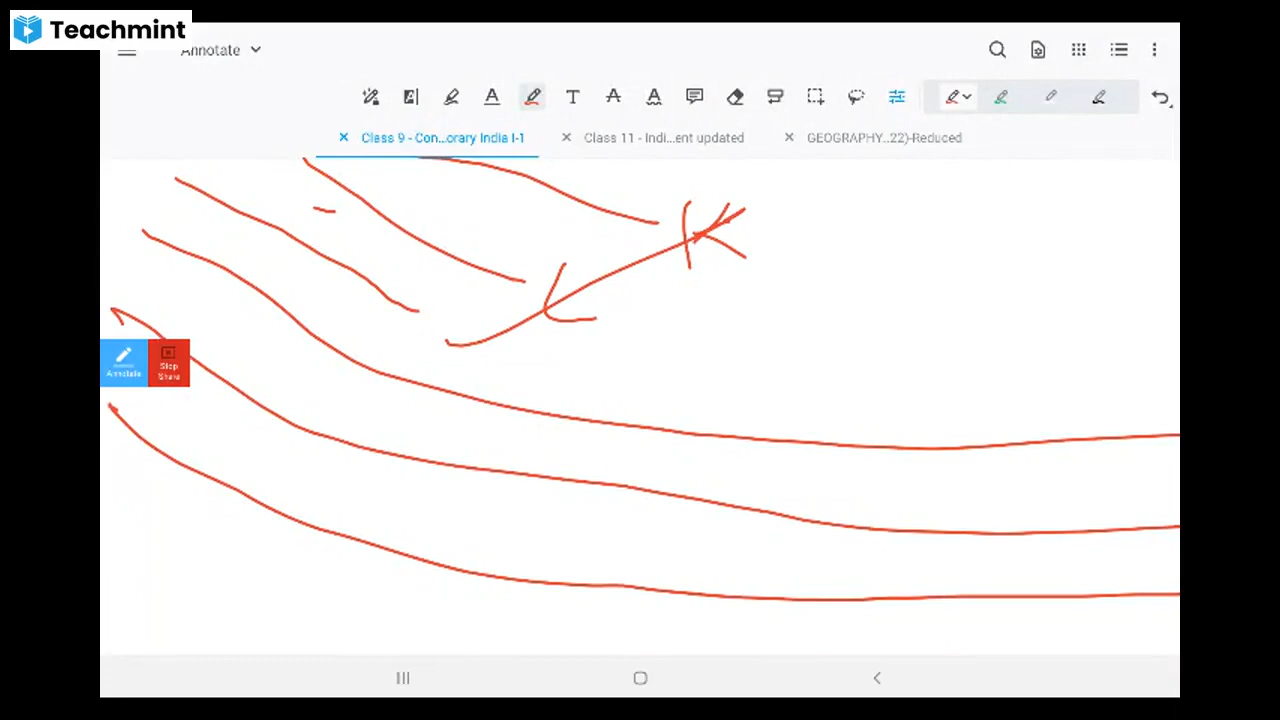 Teachmint
Annotate
Class 9 - Con...orary India I-1
Class 11 - Indi...ent updated
GEOGRAPHY...22)-Reduced
K
Annotate
Stop
Share